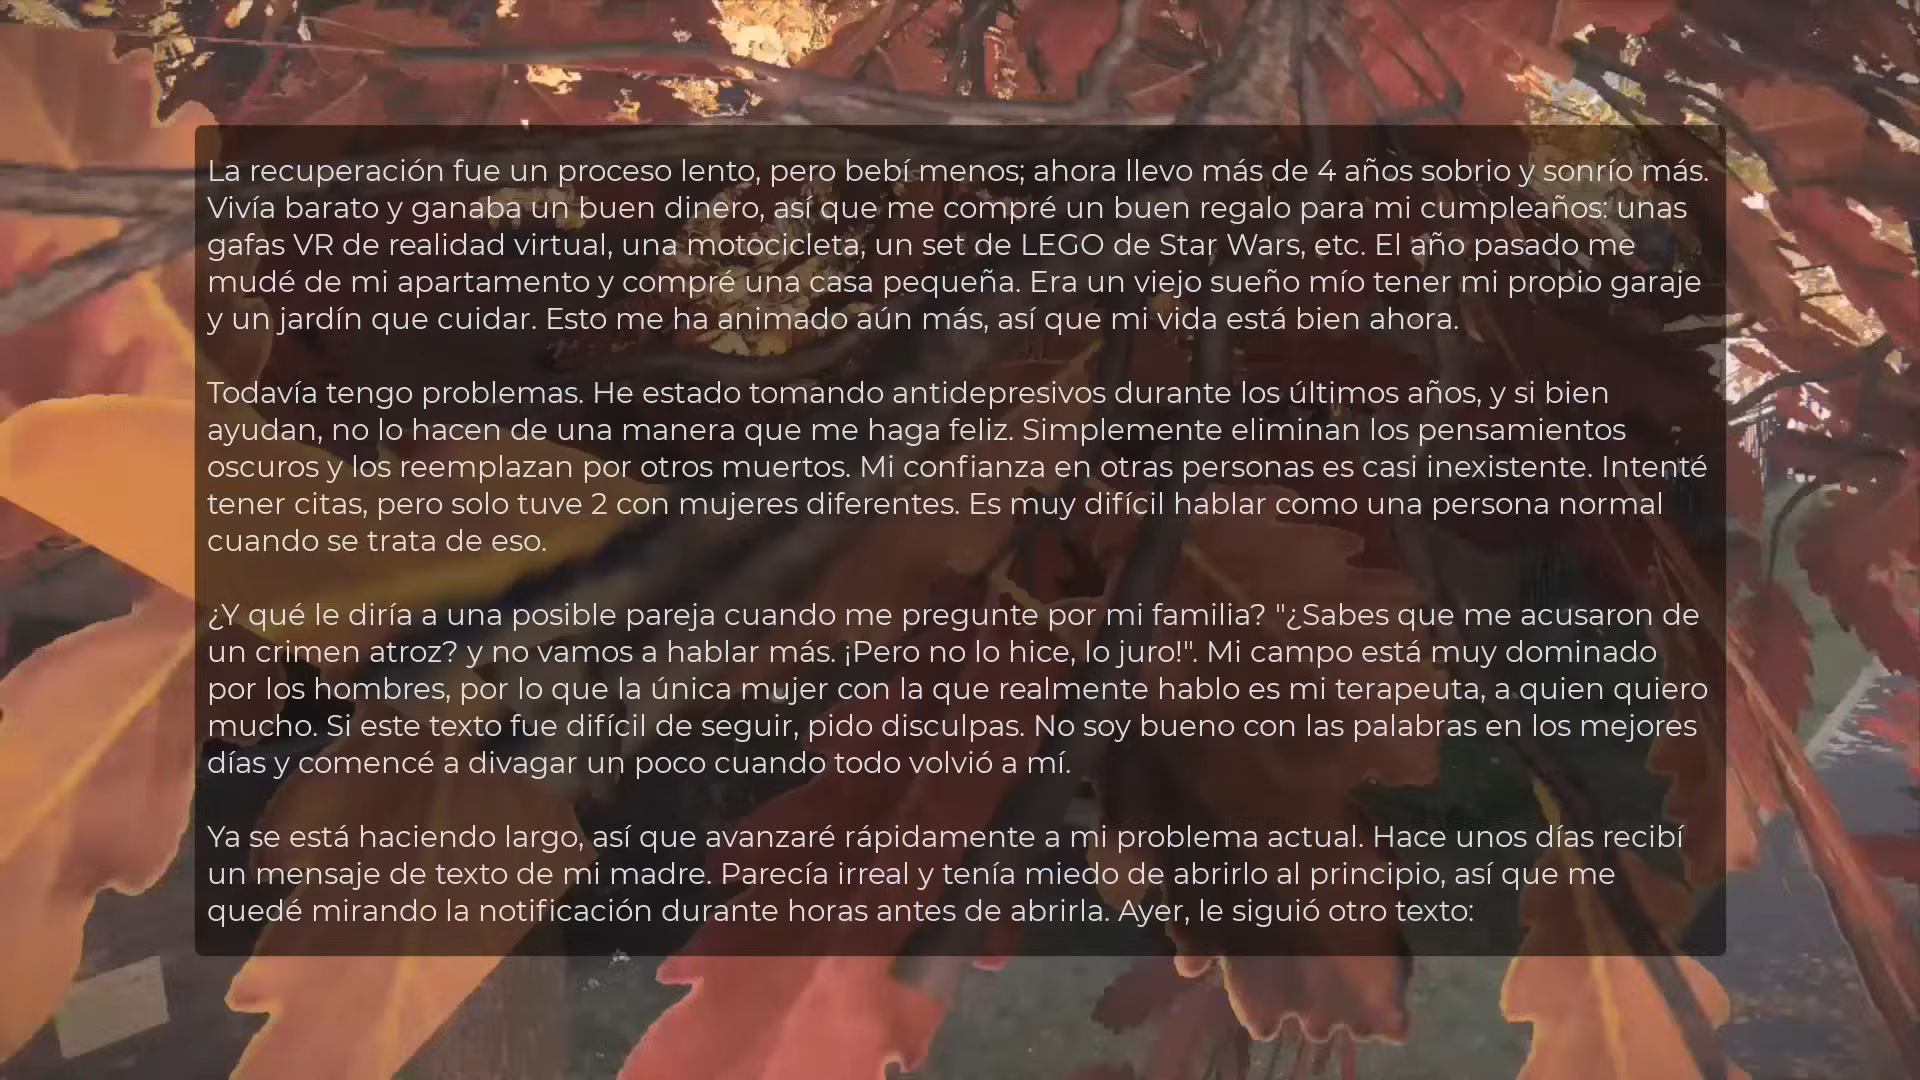 La recuperación fue un proceso lento, pero bebí menos; ahora llevo más de 4 años sobrio y sonrío más.
Vivía barato y ganaba un buen dinero, así que me compré un buen regalo para mi cumpleaños: unas
gafas VR de realidad virtual, una motocicleta, un set de LEGO de Star Wars, etc. El año pasado me
mudé de mi apartamento y compré una casa pequeña. Era un viejo sueño mío tener mi propio garaje
y un jardín que cuidar. Esto me ha animado aún más, así que mi vida está bien ahora.
Todavía tengo problemas. He estado tomando antidepresivos durante los últimos años, y si bien
ayudan, no lo hacen de una manera que me haga feliz. Simplemente eliminan los pensamientos
oscuros y los reemplazan por otros muertos. Mi confianza en otras personas es casi inexistente. Intenté
tener citas, pero solo tuve 2 con mujeres diferentes. Es muy difícil hablar como una persona normal
cuando se trata de eso.
¿Y qué le diría a una posible pareja cuando me pregunte por mi familia? "¿Sabes que me acusaron de
un crimen atroz? y no vamos a hablar más. ¡Pero no lo hice, lo juro!". Mi campo está muy dominado
por los hombres, por lo que la única mujer con la que realmente hablo es mi terapeuta, a quien quiero
mucho. Si este texto fue difícil de seguir, pido disculpas. No soy bueno con las palabras en los mejores
días y comencé a divagar un poco cuando todo volvió a mí.
Ya se está haciendo largo, así que avanzaré rápidamente a mi problema actual. Hace unos días recibí
un mensaje de texto de mi madre. Parecía irreal y tenía miedo de abrirlo al principio, así que me
quedé mirando la notificación durante horas antes de abrirla. Ayer, le siguió otro texto: